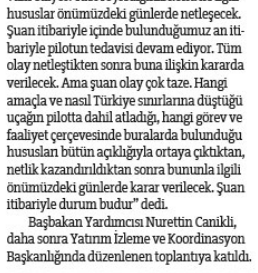 hususlar önümüzdeki günlerde netleşecek.
Şuan itibariyle içinde bulunduğumuz an iti-
bariyle pilotun tedavisi devam ediyor. Tüm
olay netleştikten sonra buna ilişkin kararda
verilecek. Ama şuan olay çok taze. Hangi
amaçla ve nasıl Türkiye sınırlarına düştüğü
uçağın pilotta dahil atladığı, hangi görev ve
faaliyet çerçevesinde buralarda bulunduğu
hususları bütün açıklığıyla ortaya çıktıktan,
netlik kazandırıldıktan sonra bununla ilgili
önümüzdeki günlerde karar verilecek. Şuan
itibariyle durum budur” dedi.
Başbakan Yardımcısı Nurettin Canikli,
daha sonra Yatırım İzleme ve Koordinasyon
Başkanlığında düzenlenen toplantıya katıldı.